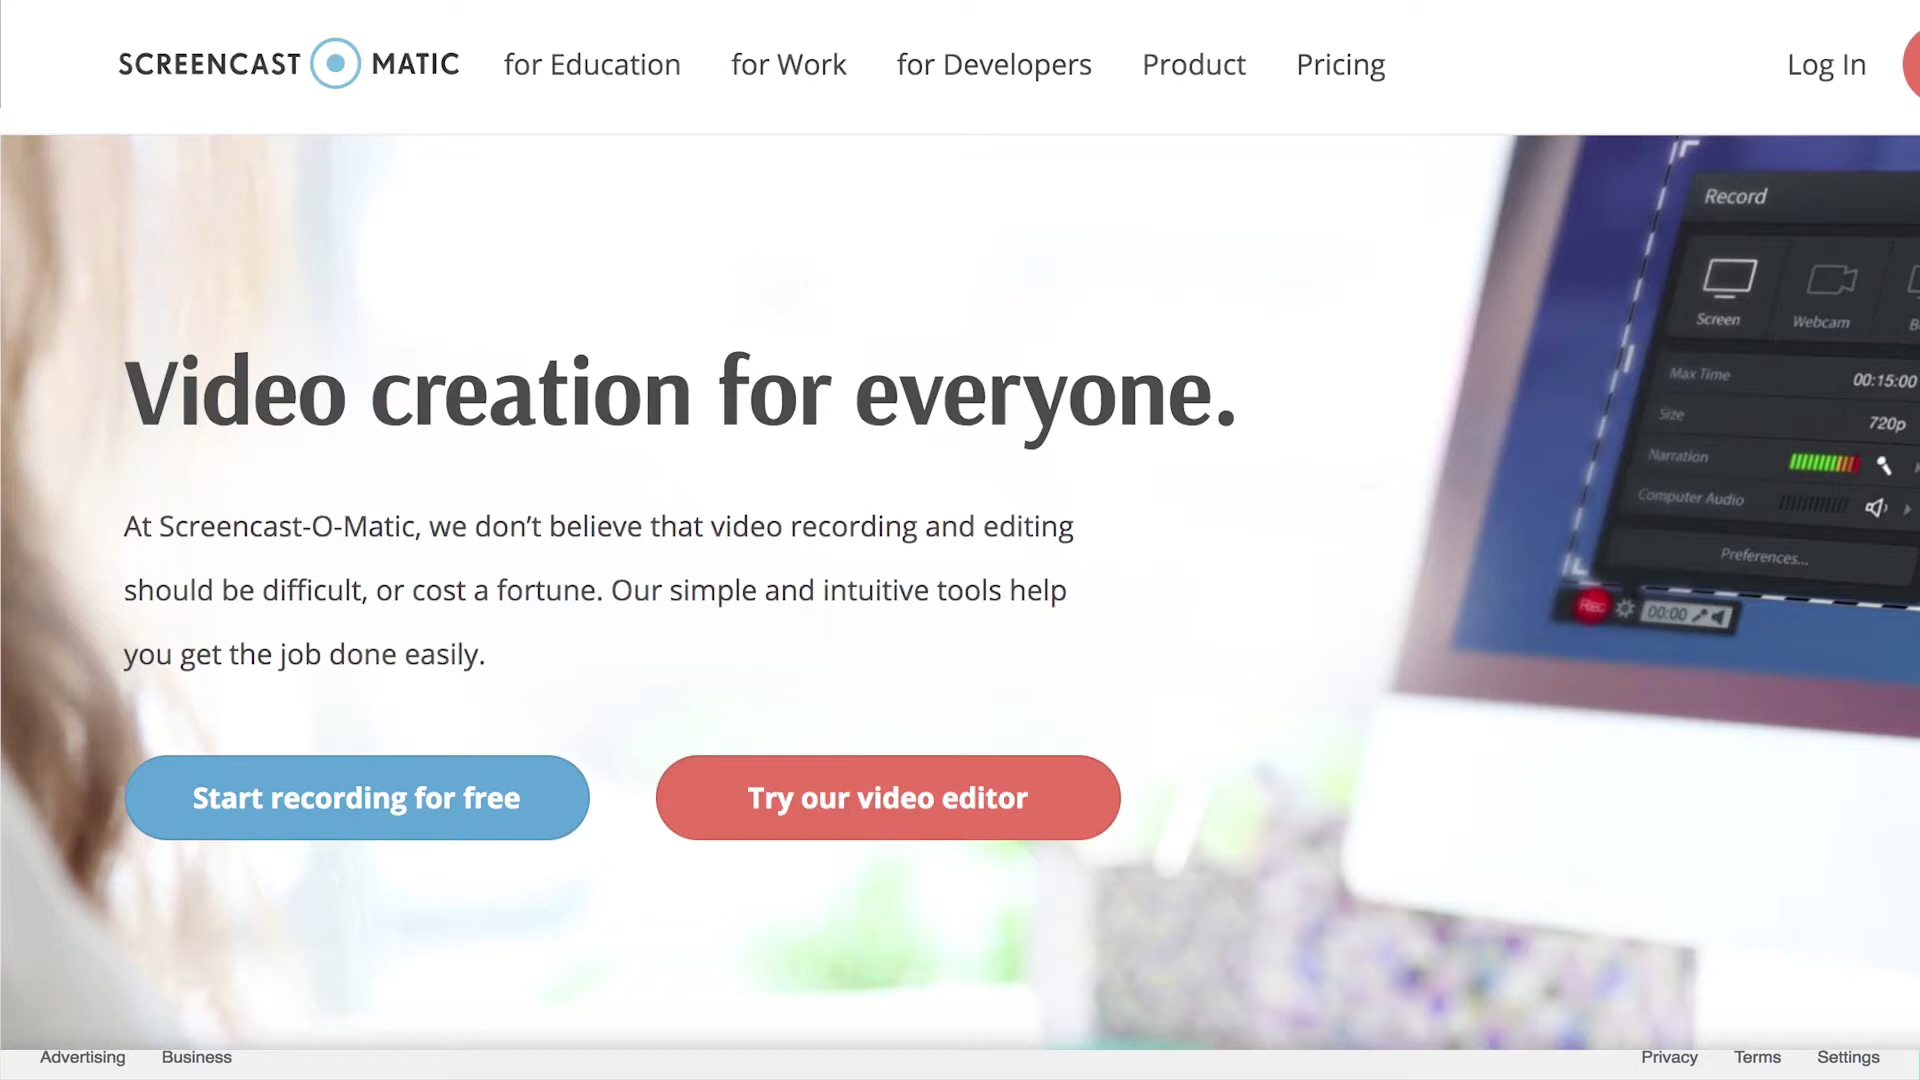 SCREENCAST O MATIC for Education for Work for Developers Product Pricing Log In
Record
Screen Webcam
Max Time 00:15:00
Size 720p
Narration
Computer Audio
Preferences...
Rec 00:00
Video creation for everyone.
At Screencast-O-Matic, we don’t believe that video recording and editing
should be difficult, or cost a fortune. Our simple and intuitive tools help
you get the job done easily.
Start recording for free Try our video editor
Advertising Business Privacy Terms Settings